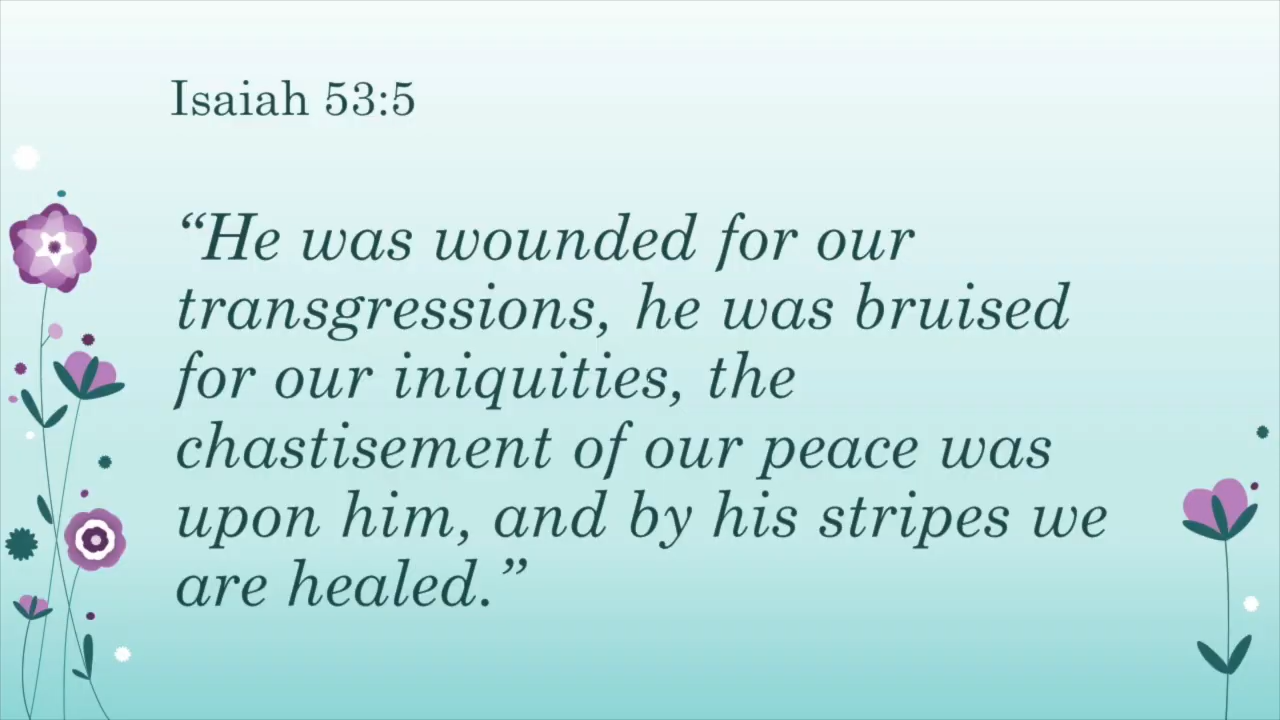 Isaiah 53:5
“He was wounded for our
transgressions, he was bruised
for our iniquities, the
chastisement of our peace was
upon him, and by his stripes we
are healed.”